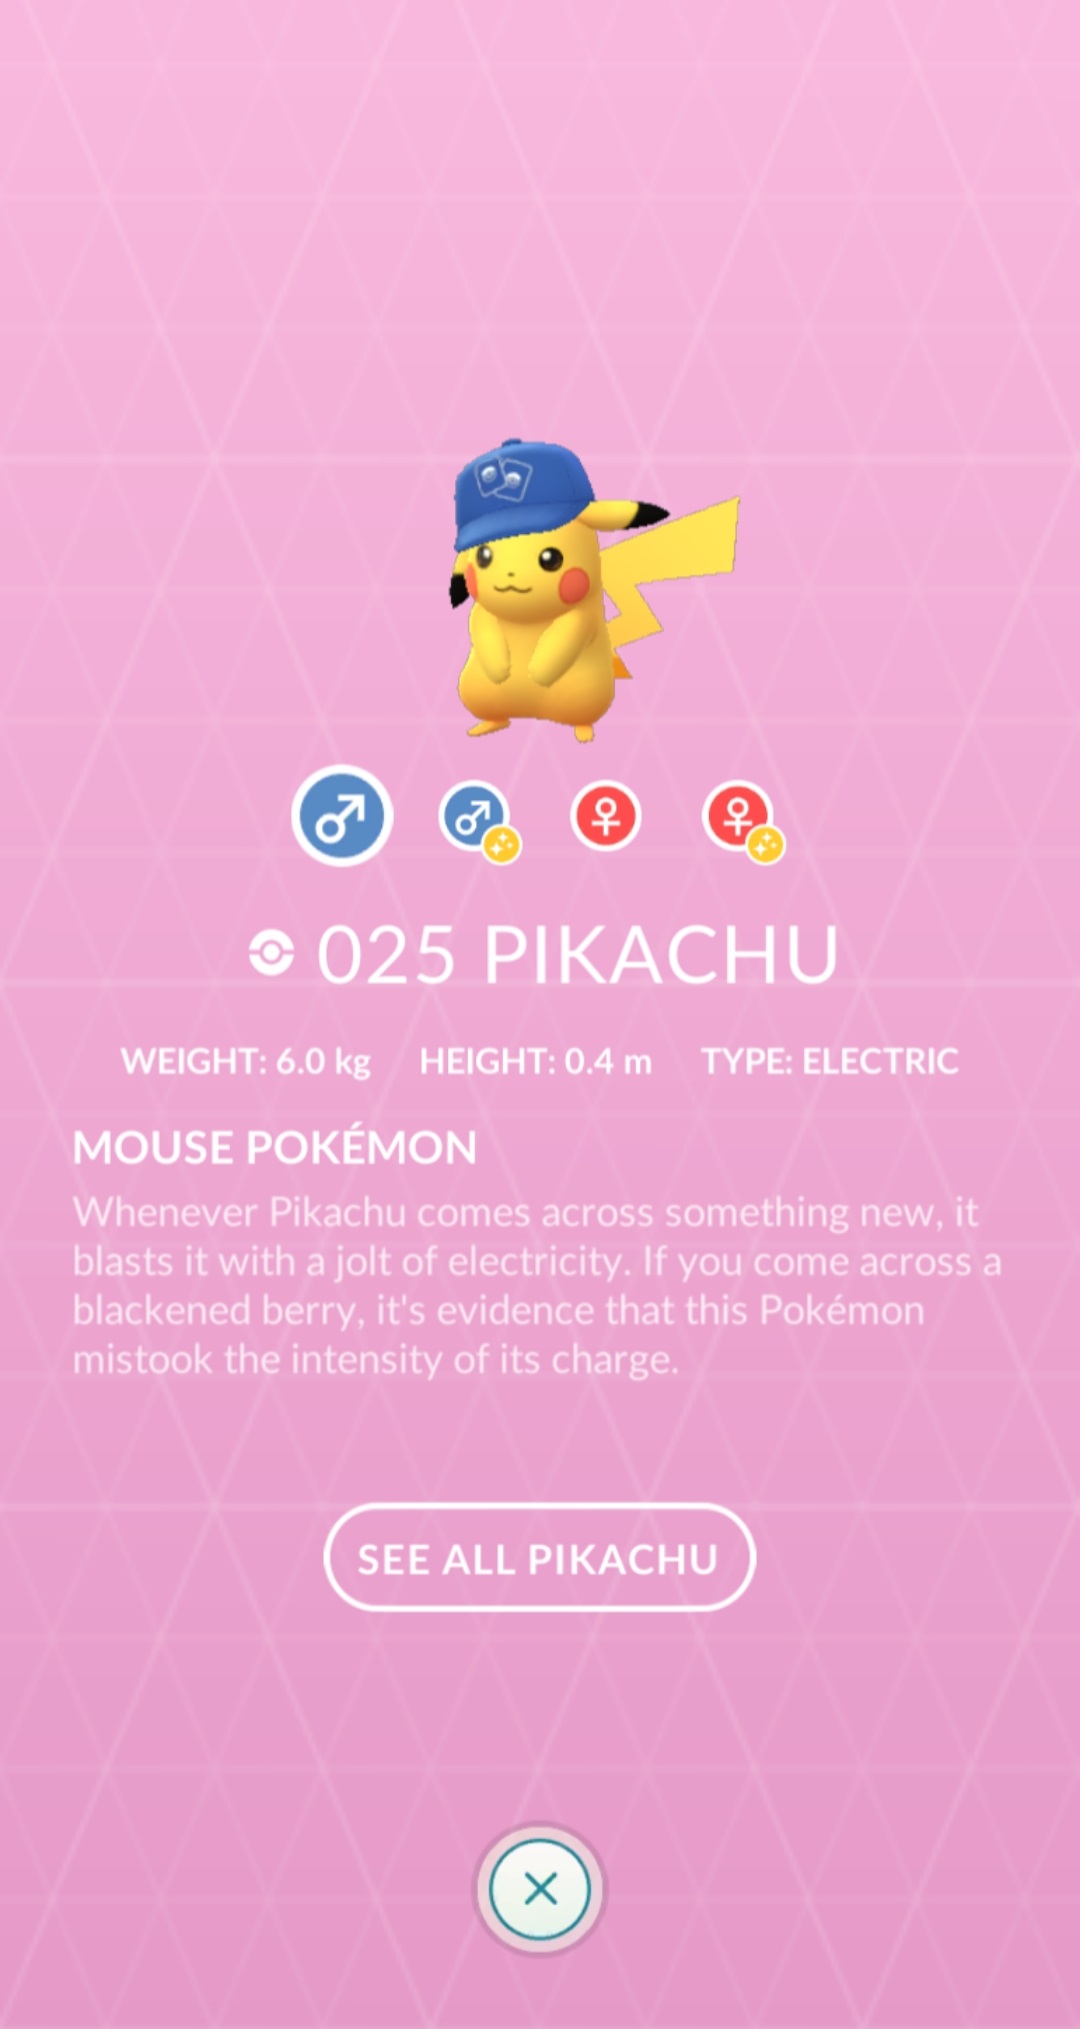 025 PIKACHU
WEIGHT: 6.0 kg HEIGHT: 0.4 m TYPE: ELECTRIC
MOUSE POKÉMON
Whenever Pikachu comes across something new, it
blasts it with a jolt of electricity. If you come across a
blackened berry, it's evidence that this Pokémon
mistook the intensity of its charge.
SEE ALL PIKACHU